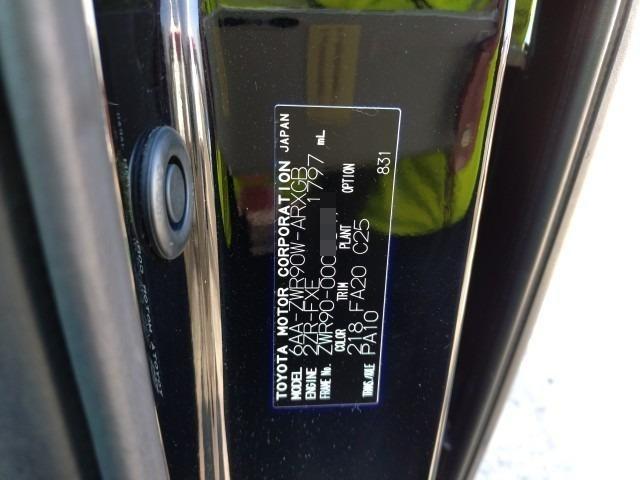 TOYOTA MOTOR CORPORATION JAPAN
MODEL 6AA-ZWR90W-ARXGB
ENGINE 2ZR-FXE 1797 mL
FRAME No. ZWR90-000
COLOR TRIM PLANT OPTION
218 FA20 C25 831
TRANS/AXLE PA10